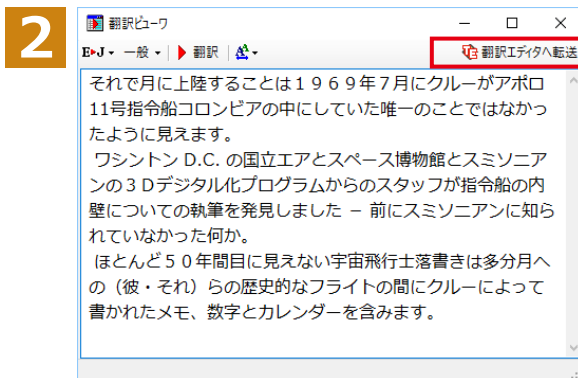 2
翻訳ビューワ
E▸J▾ 一般▾ ▶翻訳 ▾ 翻訳エディタへ転送
それで月に上陸することは１９６９年７月にクルーがアポロ
11号指令船コロンビアの中にしていた唯一のことではなかっ
たように見えます。
ワシントン D.C. の国立エアとスペース博物館とスミソニア
ンの３Ｄデジタル化プログラムからのスタッフが指令船の内
壁についての執筆を発見しました － 前にスミソニアンに知ら
れていなかった何か。
ほとんど５０年間目に見えない宇宙飛行士落書きは多分月へ
の（彼・それ）らの歴史的なフライトの間にクルーによって
書かれたメモ、数字とカレンダーを含みます。